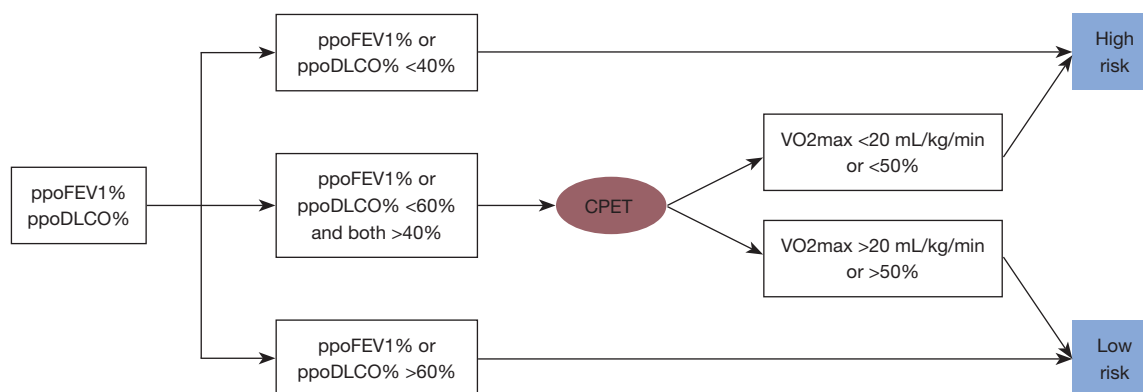 ppoFEV1%
ppoDLCO%
ppoFEV1% or
ppoDLCO% <40%
ppoFEV1% or
ppoDLCO% <60%
and both >40%
ppoFEV1% or
ppoDLCO% >60%
CPET
VO2max <20 mL/kg/min
or <50%
VO2max >20 mL/kg/min
or >50%
High
risk
Low
risk